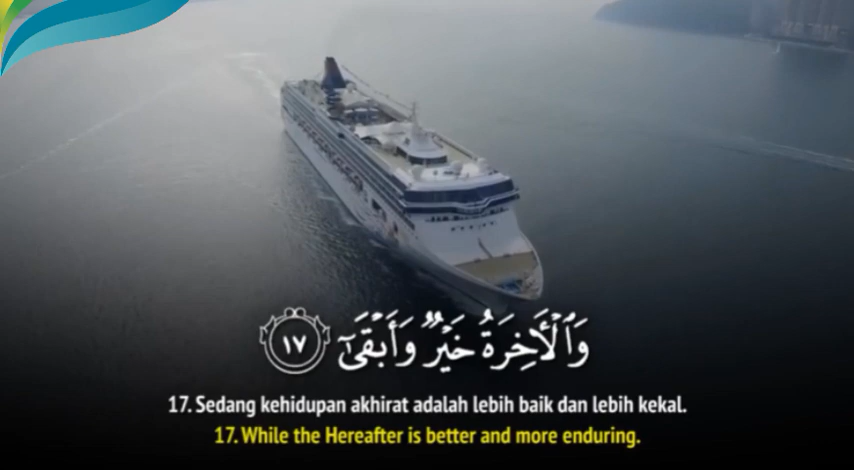 وَٱلْأَخِرَةُ خَيْرٌ وَأَبْقَىٰٓ ١٧
17. Sedang kehidupan akhirat adalah lebih baik dan lebih kekal.
17. While the Hereafter is better and more enduring.